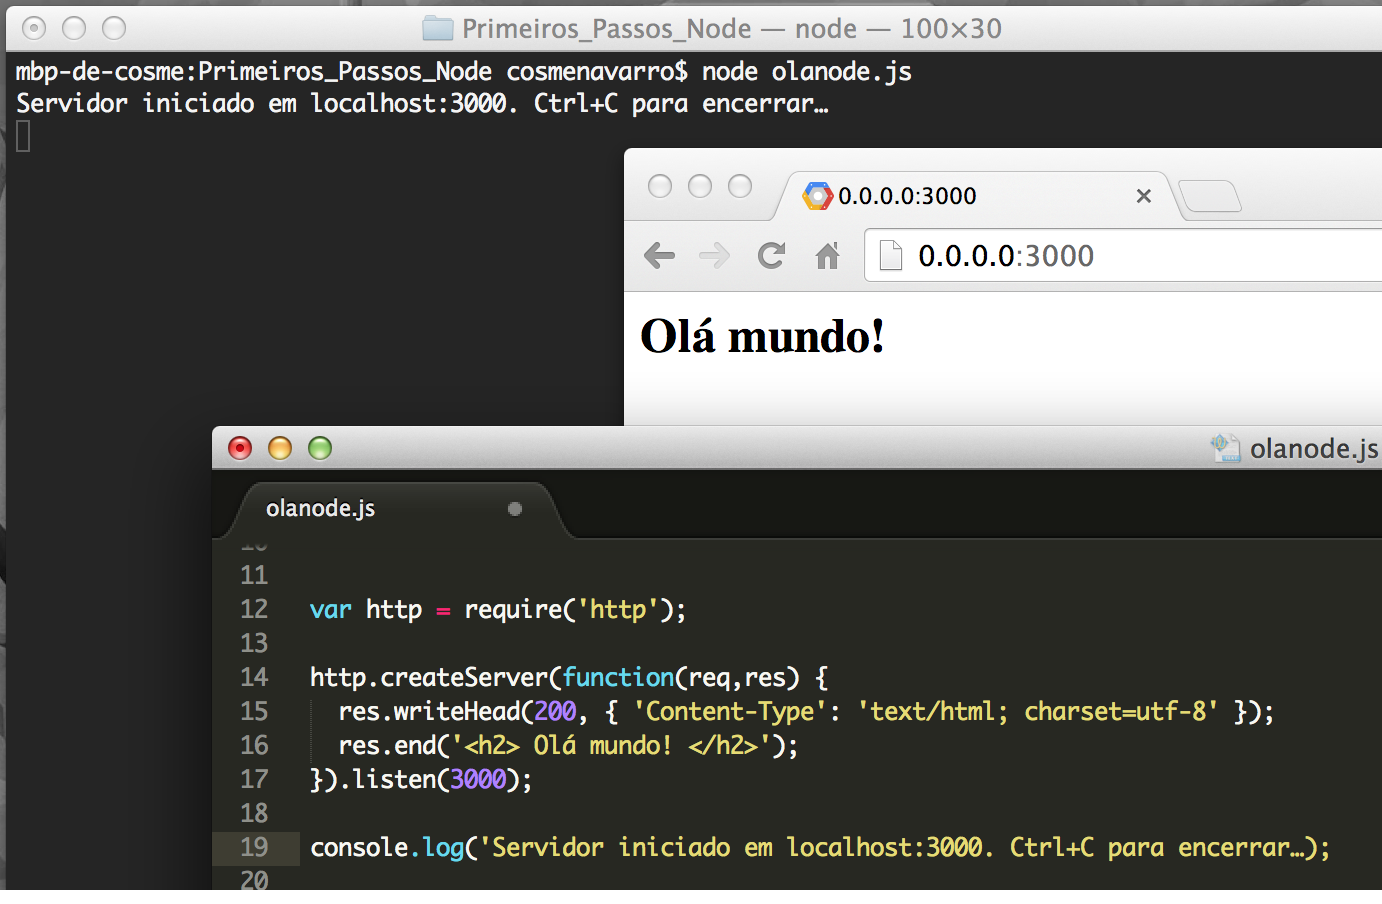 Primeiros_Passos_Node — node — 100×30
mbp-de-cosme:Primeiros_Passos_Node cosmenavarro$ node olanode.js
Servidor iniciado em localhost:3000. Ctrl+C para encerrar…
0.0.0.0:3000
0.0.0.0:3000
Olá mundo!
olanode.js
olanode.js
10
11
12 var http = require('http');
13
14 http.createServer(function(req,res) {
15 res.writeHead(200, { 'Content-Type': 'text/html; charset=utf-8' });
16 res.end('<h2> Olá mundo! </h2>');
17 }).listen(3000);
18
19 console.log('Servidor iniciado em localhost:3000. Ctrl+C para encerrar…);
20